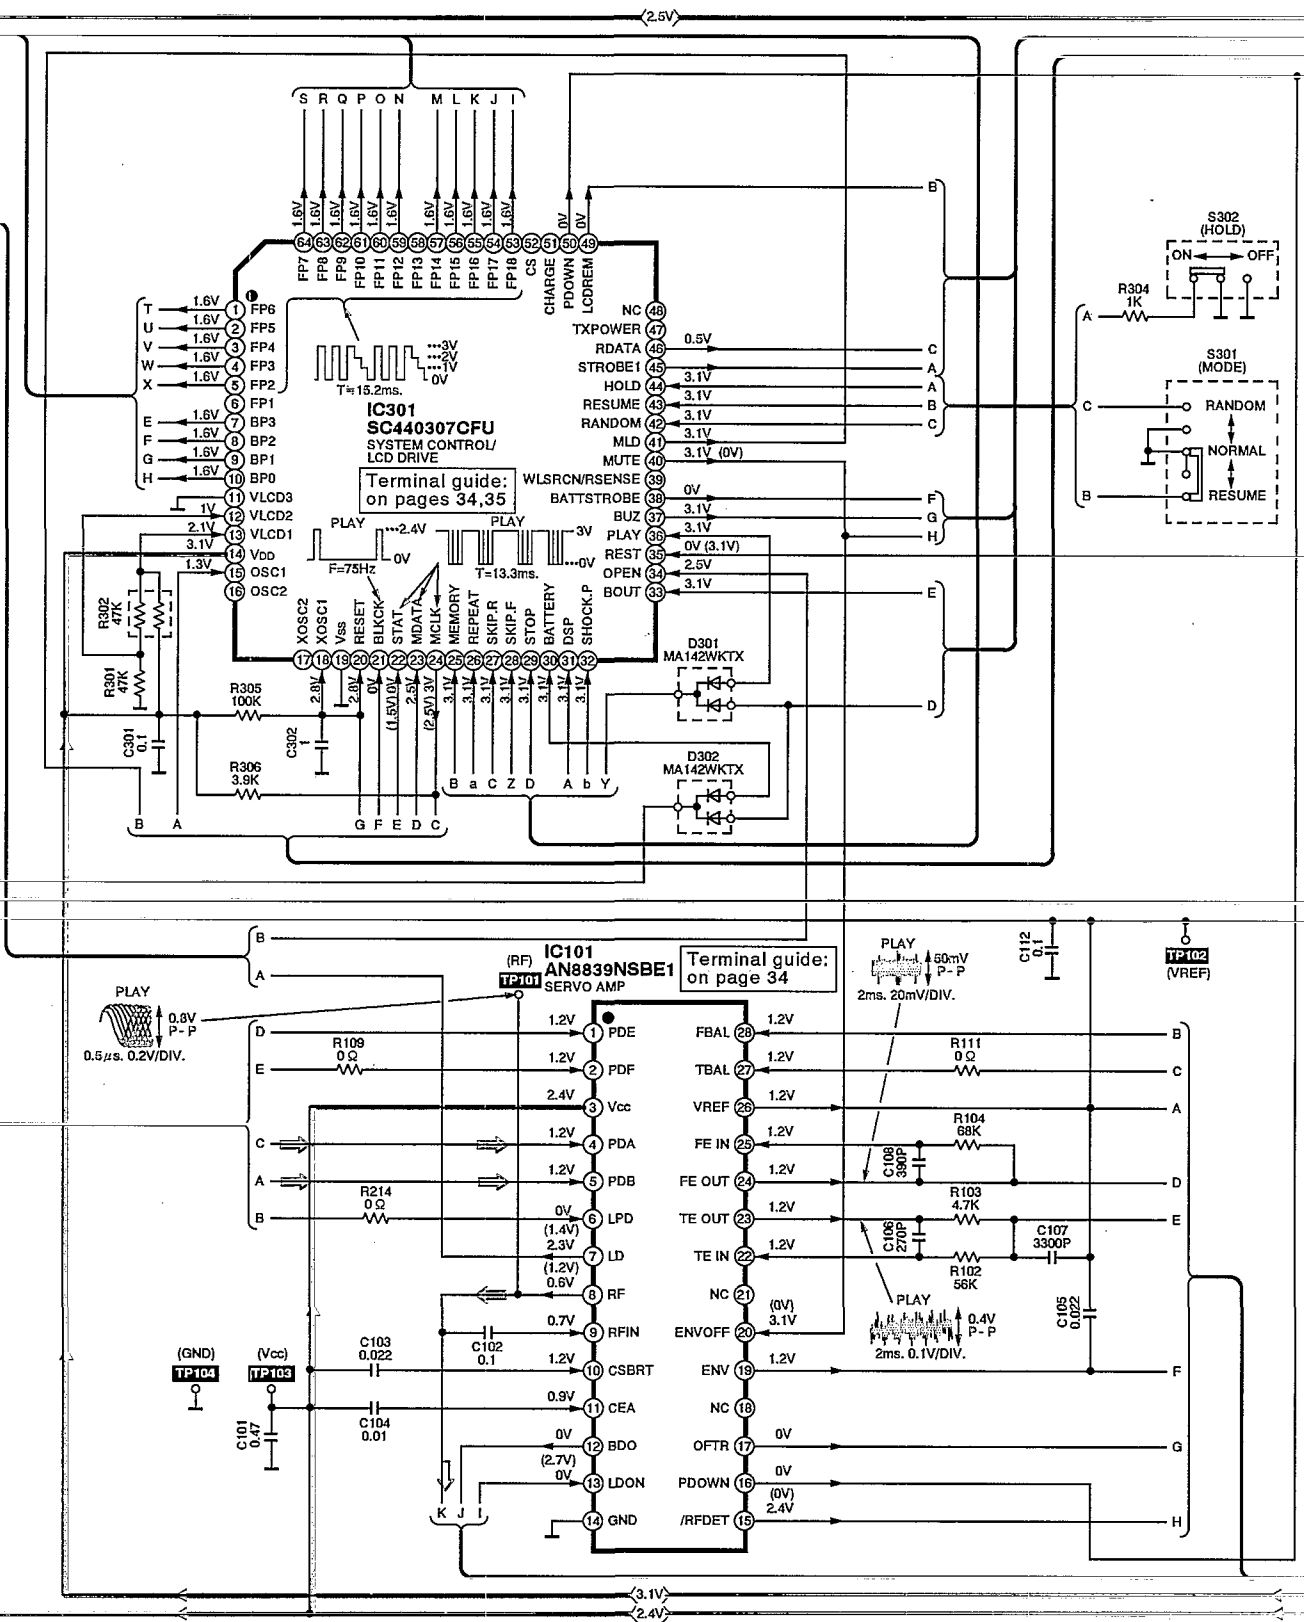 2.5V
S R Q P O N M L K J I
1.6V 1.6V 1.6V 1.6V 1.6V 1.6V 1.6V 1.6V 1.6V 1.6V 1.6V 0V 0V
64 63 62 61 60 59 58 57 56 55 54 53 52 51 50 49
FP7 FP8 FP9 FP10 FP11 FP12 FP13 FP14 FP15 FP16 FP17 FP18 CS CHARGE PDOWN LCDREM
B
T 1.6V 1 FP6
U 1.6V 2 FP5
V 1.6V 3 FP4
W 1.6V 4 FP3
X 1.6V 5 FP2
6 FP1
E 1.6V 7 BP3
F 1.6V 8 BP2
G 1.6V 9 BP1
H 1.6V 10 BP0
11 VLCD3
1V 12 VLCD2
2.1V 13 VLCD1
3.1V 14 VDD
1.3V 15 OSC1
16 OSC2
3V
2V
1V
0V
T≒15.2ms.
IC301
SC440307CFU
SYSTEM CONTROL/
LCD DRIVE
Terminal guide:
on pages 34,35
PLAY
2.4V
0V
F=75Hz
PLAY
3V
0V
T=13.3ms.
NC 48
TXPOWER 47
RDATA 46 0.5V C
STROBE1 45 A
HOLD 44 3.1V A
RESUME 43 3.1V B
RANDOM 42 3.1V C
MLD 41 3.1V
MUTE 40 3.1V (0V)
WLSRCN/RSENSE 39
BATTSTROBE 38 0V F
BUZ 37 3.1V G
PLAY 36 3.1V H
REST 35 0V (3.1V)
OPEN 34 2.5V
BOUT 33 3.1V E
XOSC2 XOSC1 Vss RESET BLKCK STAT MDATA MCLK MEMORY REPEAT SKIP.R SKIP.F STOP BATTERY DSP SHOCK.P
17 18 19 20 21 22 23 24 25 26 27 28 29 30 31 32
2.8V 2.8V 0V (1.5V) 0V 2.5V (2.5V) 3V 3.1V 3.1V 3.1V 3.1V 3.1V 3.1V 3.1V 3.1V
S302
(HOLD)
ON OFF
A R304
1K
S301
(MODE)
C RANDOM
NORMAL
B RESUME
R302
47K
R301
47K
C301
0.1
R305
100K
C302
1
R306
3.9K
D301
MA142WKTX
D
D302
MA142WKTX
B a C Z D A b Y
B A G F E D C
B
A
(RF)
TP101
IC101
AN8839NSBE1
SERVO AMP
Terminal guide:
on page 34
PLAY
50mV
P-P
2ms. 20mV/DIV.
C112
0.1
TP102
(VREF)
PLAY
0.8V
P-P
0.5μs. 0.2V/DIV.
D 1.2V 1 PDE
E R109
0Ω 1.2V 2 PDF
2.4V 3 Vcc
C 1.2V 4 PDA
A 1.2V 5 PDB
B R214
0Ω 0V 6 LPD
(1.4V)
2.3V 7 LD
(1.2V)
0.6V 8 RF
0.7V 9 RFIN
C102
0.1
C103
0.022 1.2V 10 CSBRT
0.9V 11 CEA
C104
0.01
0V 12 BDO
(2.7V)
0V 13 LDON
14 GND
(GND)
TP104
(Vcc)
TP103
C101
0.47
K J I
FBAL 28 1.2V B
TBAL 27 1.2V R111
0Ω C
VREF 26 1.2V A
FE IN 25 1.2V R104
68K
C108
390P
FE OUT 24 1.2V D
TE OUT 23 1.2V R103
4.7K E
C106
270P
C107
3300P
TE IN 22 1.2V R102
56K
NC 21
(0V)
ENVOFF 20 3.1V
PLAY
0.4V
P-P
2ms. 0.1V/DIV.
C105
0.022
ENV 19 1.2V F
NC 18
OFTR 17 0V G
PDOWN 16 0V
(0V)
/RFDET 15 2.4V H
3.1V
2.4V